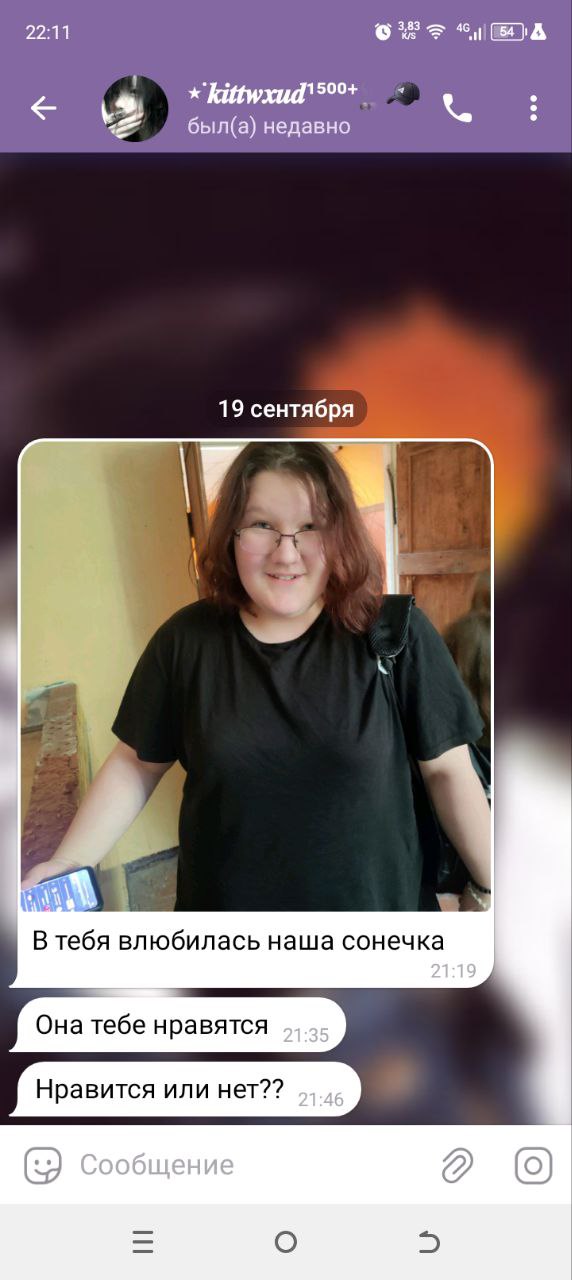 22:11 3,83 K/S 4G 54
★˙kittwxud¹⁵⁰⁰⁺
был(а) недавно
19 сентября
В тебя влюбилась наша сонечка
21:19
Она тебе нравятся 21:35
Нравится или нет?? 21:46
Сообщение